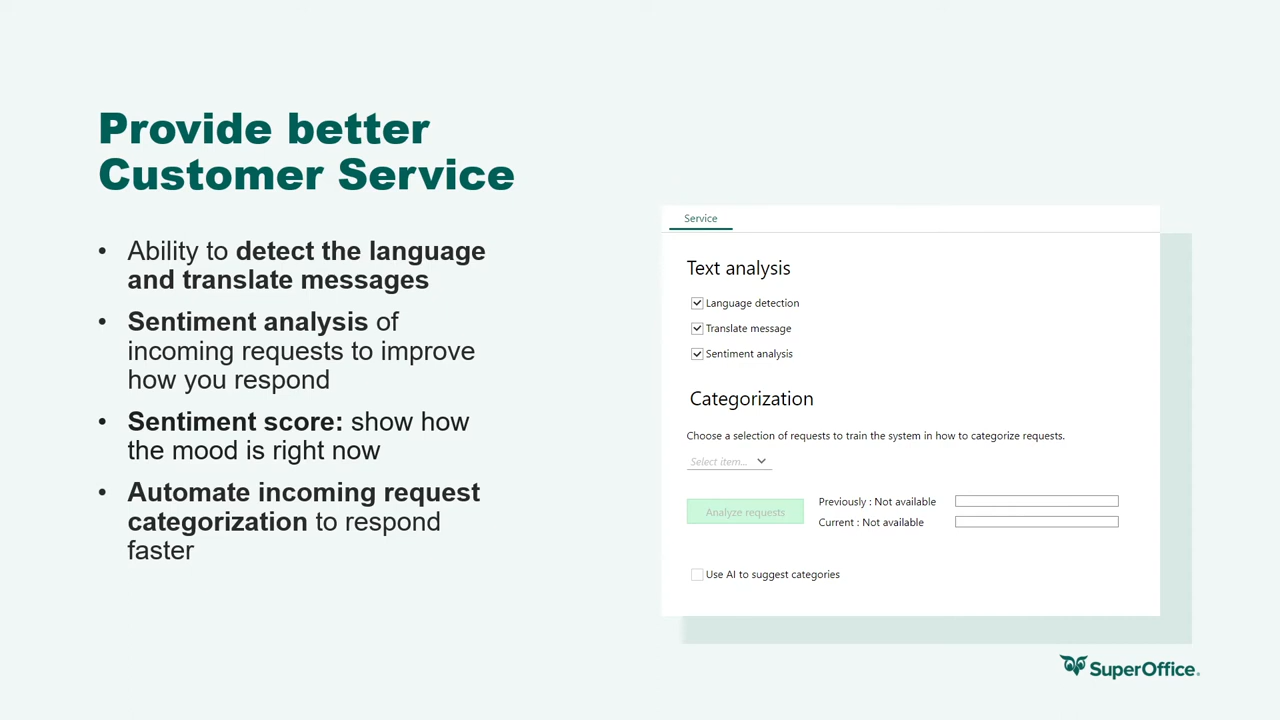 Provide better
Customer Service
• Ability to detect the language
and translate messages
• Sentiment analysis of
incoming requests to improve
how you respond
• Sentiment score: show how
the mood is right now
• Automate incoming request
categorization to respond
faster
Service
Text analysis
Language detection
Translate message
Sentiment analysis
Categorization
Choose a selection of requests to train the system in how to categorize requests.
Select item...
Analyze requests
Previously : Not available
Current : Not available
Use AI to suggest categories
SuperOffice.